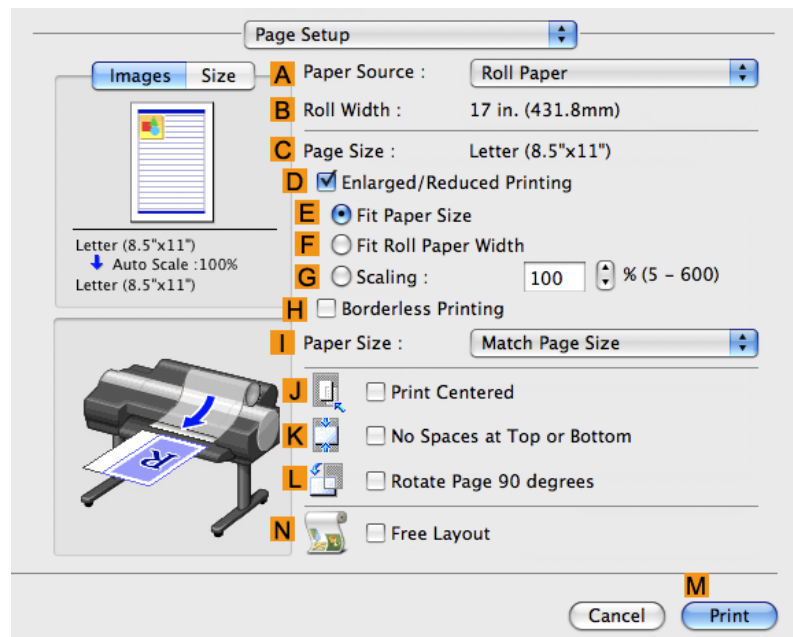 Page Setup
Images Size
A Paper Source : Roll Paper
B Roll Width : 17 in. (431.8mm)
C Page Size : Letter (8.5"x11")
D Enlarged/Reduced Printing
E Fit Paper Size
F Fit Roll Paper Width
G Scaling : 100 % (5 - 600)
Letter (8.5"x11")
Auto Scale :100%
Letter (8.5"x11")
H Borderless Printing
I Paper Size : Match Page Size
J Print Centered
K No Spaces at Top or Bottom
L Rotate Page 90 degrees
R
N Free Layout
M
Cancel Print